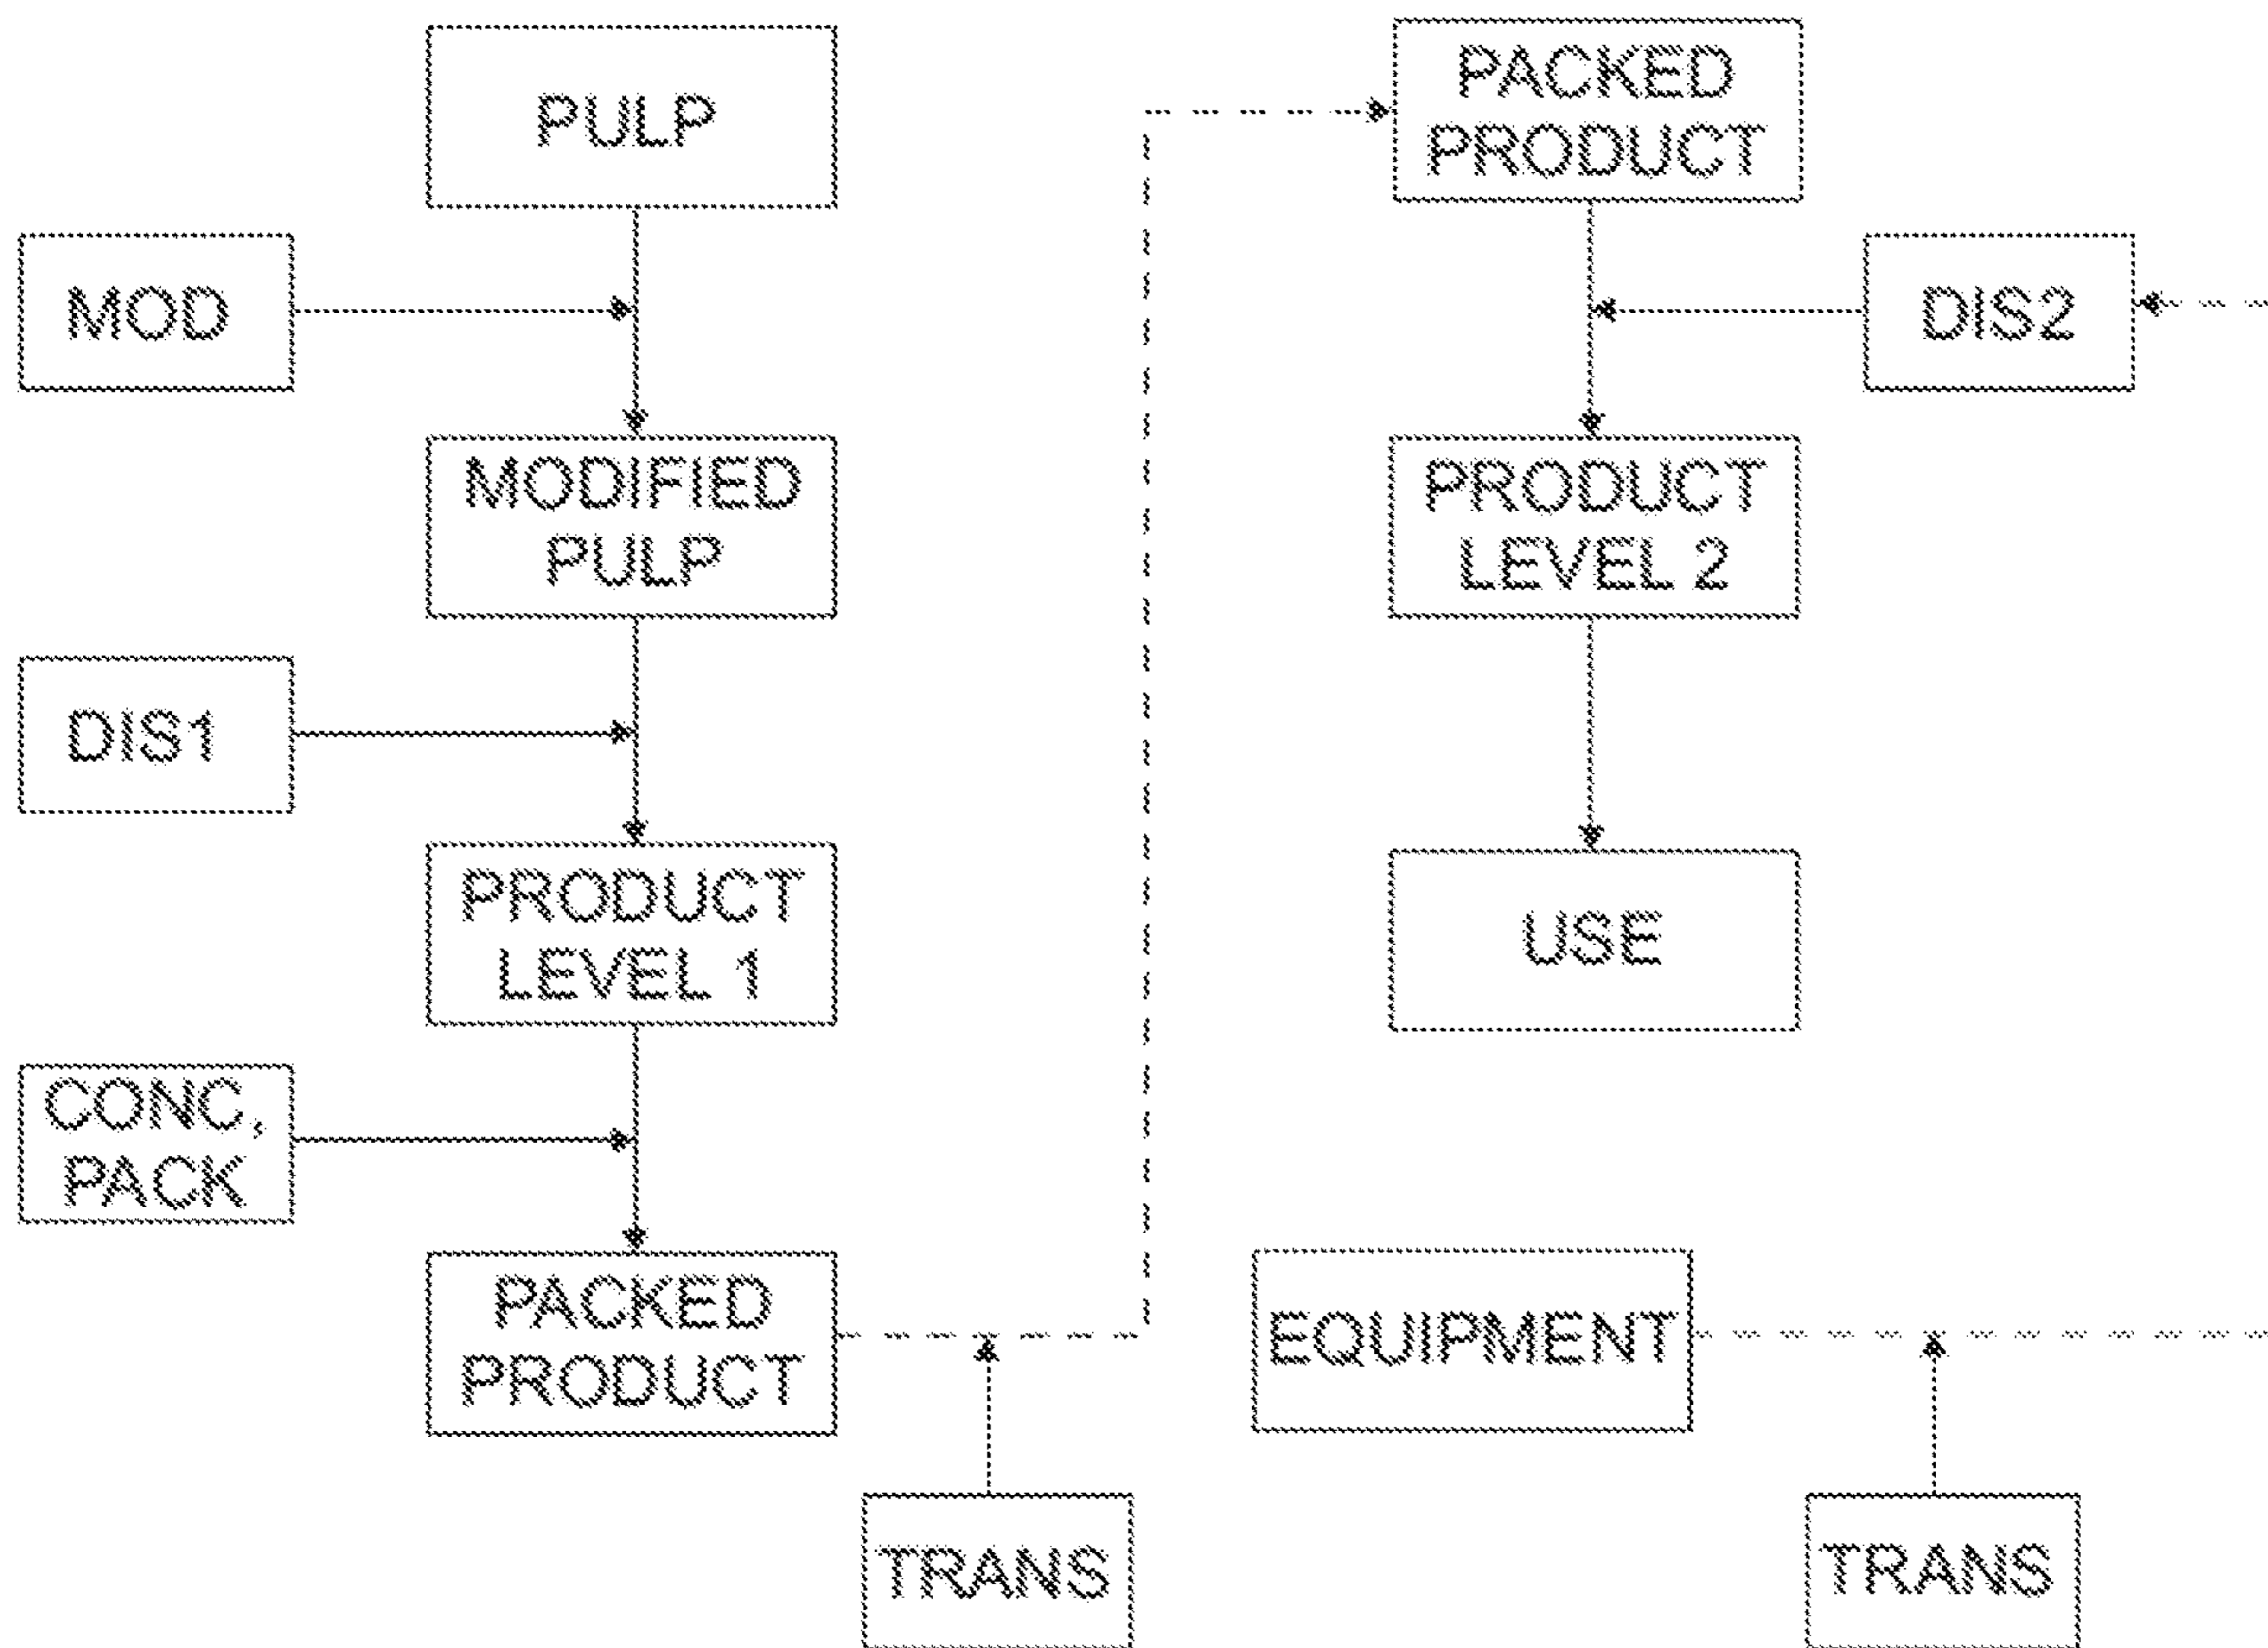 PULP
MOD
MODIFIED
PULP
DIS1
PRODUCT
LEVEL 1
CONC,
PACK
PACKED
PRODUCT
TRANS
PACKED
PRODUCT
DIS2
PRODUCT
LEVEL 2
USE
EQUIPMENT
TRANS